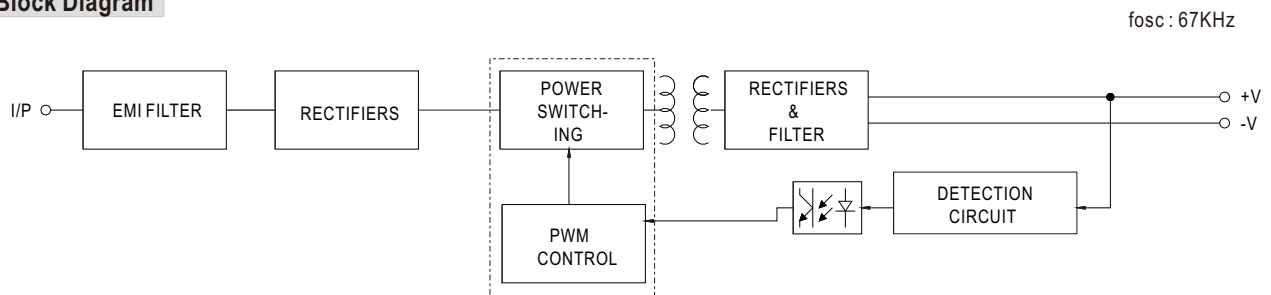 Block Diagram
fosc : 67KHz
I/P
EMI FILTER
RECTIFIERS
POWER
SWITCH-
ING
RECTIFIERS
&
FILTER
+V
-V
DETECTION
CIRCUIT
PWM
CONTROL